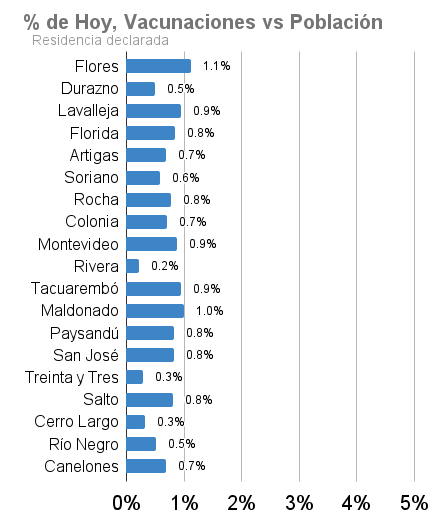 % de Hoy, Vacunaciones vs Población
Residencia declarada
Flores 1.1%
Durazno 0.5%
Lavalleja 0.9%
Florida 0.8%
Artigas 0.7%
Soriano 0.6%
Rocha 0.8%
Colonia 0.7%
Montevideo 0.9%
Rivera 0.2%
Tacuarembó 0.9%
Maldonado 1.0%
Paysandú 0.8%
San José 0.8%
Treinta y Tres 0.3%
Salto 0.8%
Cerro Largo 0.3%
Río Negro 0.5%
Canelones 0.7%
0% 1% 2% 3% 4% 5%